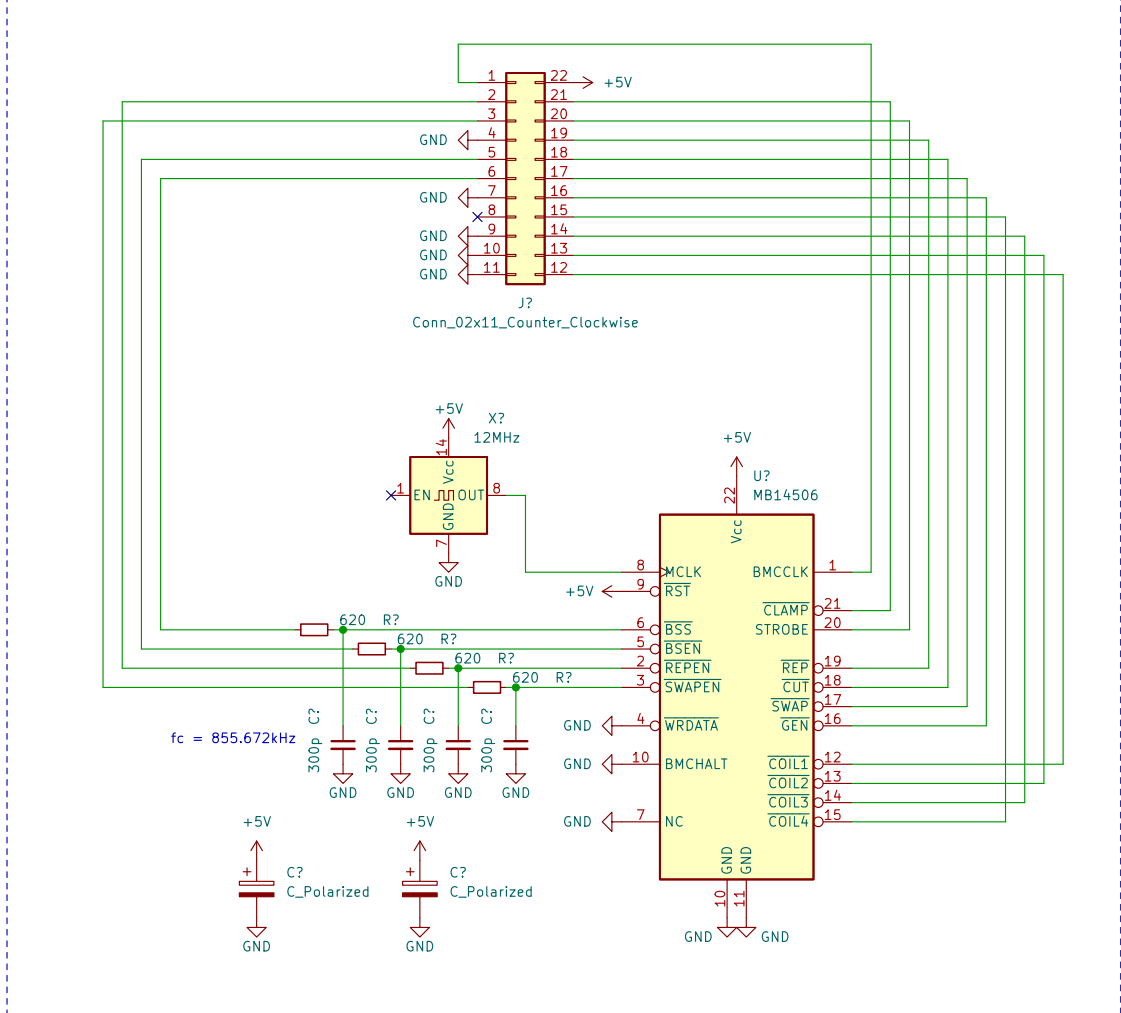 1 22 +5V
2 21
3 20
GND 4 19
5 18
6 17
GND 7 16
8 15
GND 9 14
GND 10 13
GND 11 12
J?
Conn_02x11_Counter_Clockwise
+5V
X?
12MHz
14
Vcc
1 EN OUT 8
GND
7
GND
+5V
U?
MB14506
22
Vcc
8 MCLK BMCCLK 1
+5V 9 RST
CLAMP 21
620 R? 6 BSS STROBE 20
620 R? 5 BSEN
620 R? 2 REPEN REP 19
620 R? 3 SWAPEN CUT 18
SWAP 17
GND 4 WRDATA GEN 16
fc = 855.672kHz
300p C?
300p C?
300p C?
300p C?
GND GND GND GND
GND 10 BMCHALT COIL1 12
COIL2 13
COIL3 14
GND 7 NC COIL4 15
GND GND
10 11
GND GND
+5V +5V
+ C? + C?
C_Polarized C_Polarized
GND GND